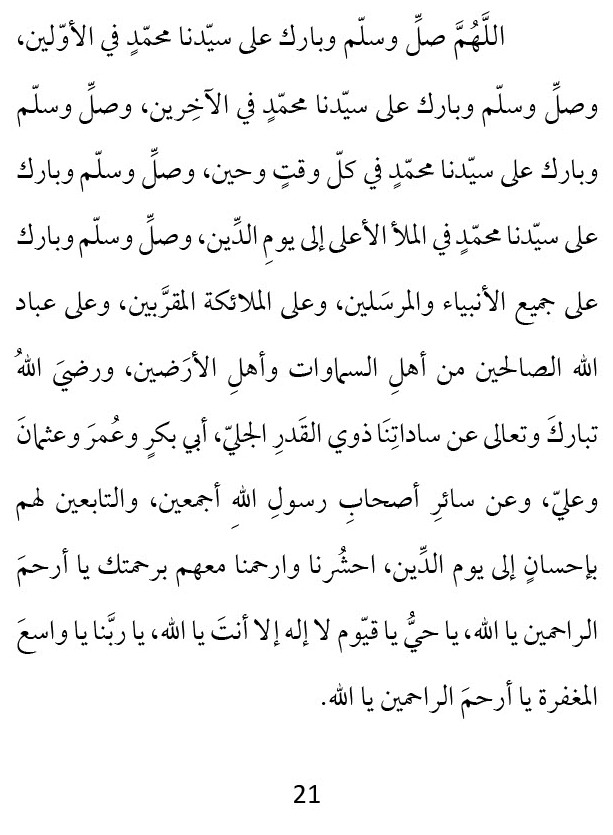 اللَّهُمَّ صلِّ وسلّم وبارك على سيّدنا محمّدٍ في الأوّلين،
وصلِّ وسلّم وبارك على سيّدنا محمّدٍ في الآخِرين، وصلِّ وسلّم
وبارك على سيّدنا محمّدٍ في كلّ وقتٍ وحين، وصلِّ وسلّم وبارك
على سيّدنا محمّدٍ في الملأ الأعلى إلى يومِ الدِّين، وصلِّ وسلّم وبارك
على جميع الأنبياء والمرسَلين، وعلى الملائكة المقرَّبين، وعلى عباد
الله الصالحين من أهلِ السماوات وأهلِ الأرَضين، ورضيَ اللهُ
تباركَ وتعالى عن ساداتِنَا ذوي القَدرِ الجليّ، أبي بكرٍ وعُمرَ وعثمانَ
وعليّ، وعن سائرِ أصحابِ رسولِ اللهِ أجمعين، والتابعين لهم
بإحسانٍ إلى يوم الدِّين، احشُرنا وارحمنا معهم برحمتك يا أرحمَ
الراحمين يا الله، يا حيُّ يا قيّوم لا إله إلا أنتَ يا الله، يا ربَّنا يا واسعَ
المغفرة يا أرحمَ الراحمين يا الله.
21